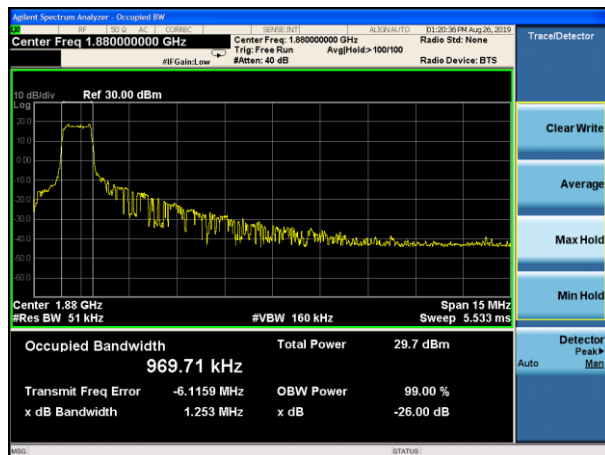 Agilent Spectrum Analyzer - Occupied BW
RF 50 Ω AC CORREC SENSE:INT ALIGNAUTO 01:20:36 PM Aug 26, 2019
Center Freq 1.880000000 GHz Center Freq: 1.880000000 GHz Radio Std: None
Trig: Free Run Avg|Hold:>100/100
#IFGain:Low #Atten: 40 dB Radio Device: BTS
Trace/Detector
10 dB/div Ref 30.00 dBm
Log
20.0
10.0
0.00
-10.0
-20.0
-30.0
-40.0
-50.0
-60.0
Center 1.88 GHz Span 15 MHz
#Res BW 51 kHz #VBW 160 kHz Sweep 5.533 ms
Occupied Bandwidth Total Power 29.7 dBm
969.71 kHz
Transmit Freq Error -6.1159 MHz OBW Power 99.00 %
x dB Bandwidth 1.253 MHz x dB -26.00 dB
Clear Write
Average
Max Hold
Min Hold
Detector
Peak▶
Auto Man
MSG STATUS